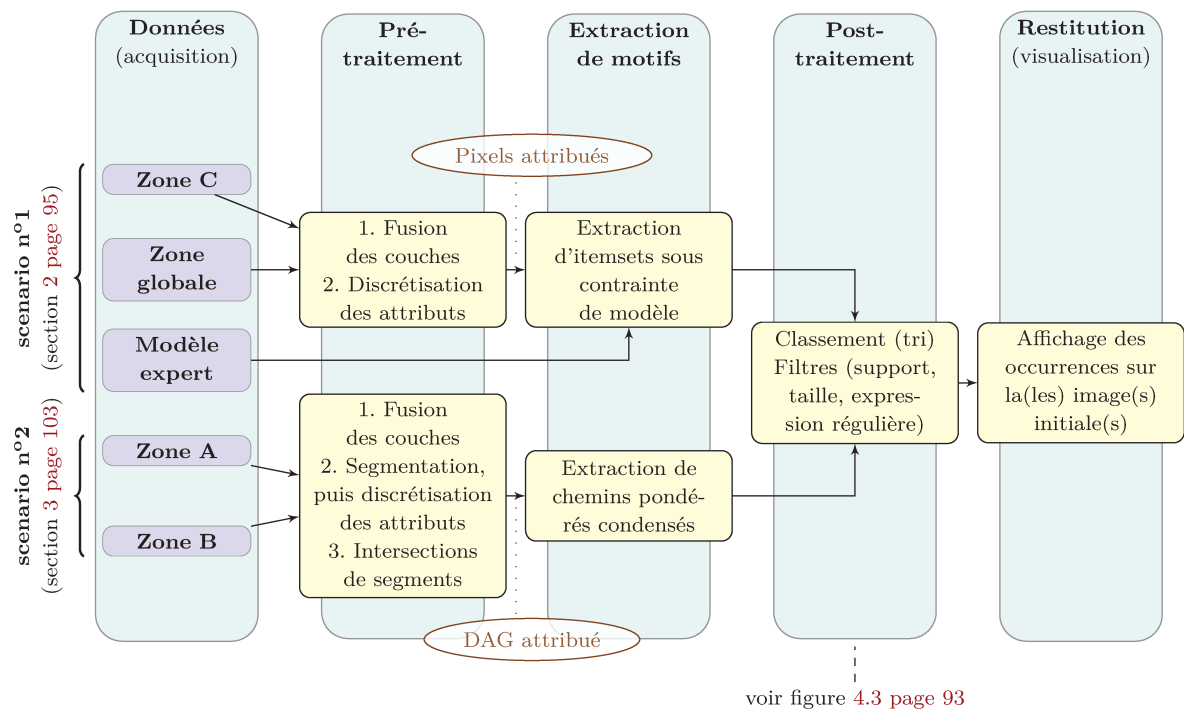 Données
(acquisition)
Pré-
traitement
Extraction
de motifs
Post-
traitement
Restitution
(visualisation)
Pixels attribués
scenario nº1
(section 2 page 95)
Zone C
Zone
globale
Modèle
expert
1. Fusion
des couches
2. Discrétisation
des attributs
Extraction
d'itemsets sous
contrainte
de modèle
scenario nº2
(section 3 page 103)
Zone A
Zone B
1. Fusion
des couches
2. Segmentation,
puis discrétisation
des attributs
3. Intersections
de segments
Extraction de
chemins pondé-
rés condensés
Classement (tri)
Filtres (support,
taille, expres-
sion régulière)
Affichage des
occurrences sur
la(les) image(s)
initiale(s)
DAG attribué
voir figure 4.3 page 93